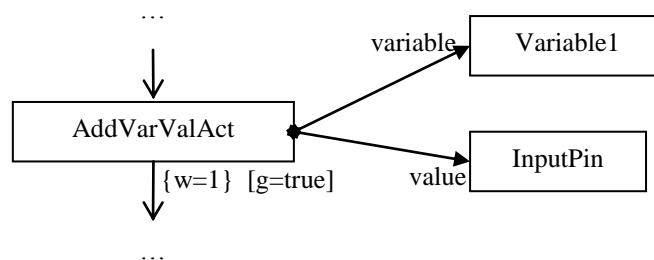 …
variable
Variable1
AddVarValAct
InputPin
value
{w=1} [g=true]
…